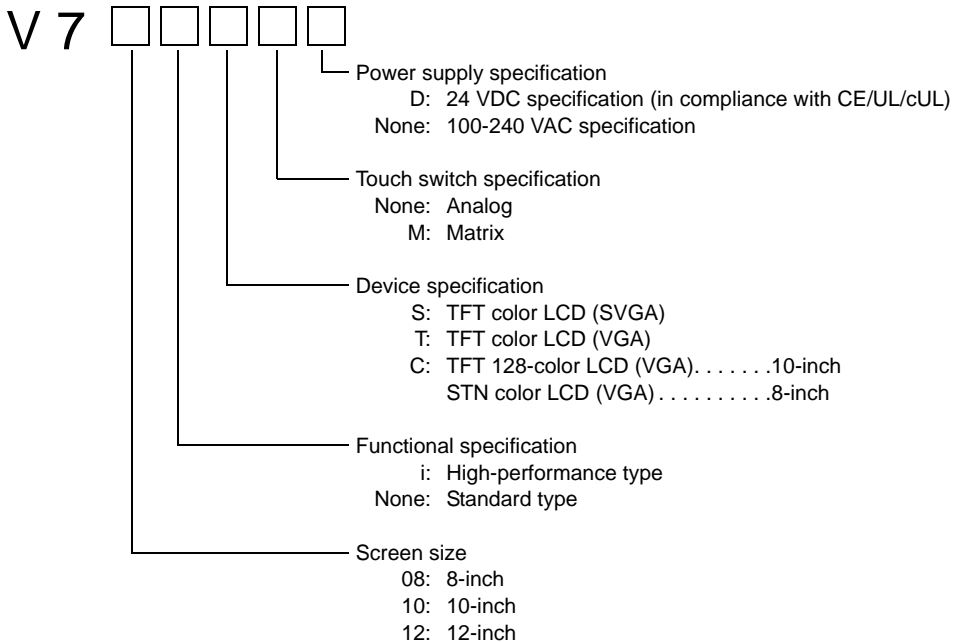 V 7
Power supply specification
D: 24 VDC specification (in compliance with CE/UL/cUL)
None: 100-240 VAC specification
Touch switch specification
None: Analog
M: Matrix
Device specification
S: TFT color LCD (SVGA)
T: TFT color LCD (VGA)
C: TFT 128-color LCD (VGA). . . . . . .10-inch
STN color LCD (VGA) . . . . . . . . . .8-inch
Functional specification
i: High-performance type
None: Standard type
Screen size
08: 8-inch
10: 10-inch
12: 12-inch